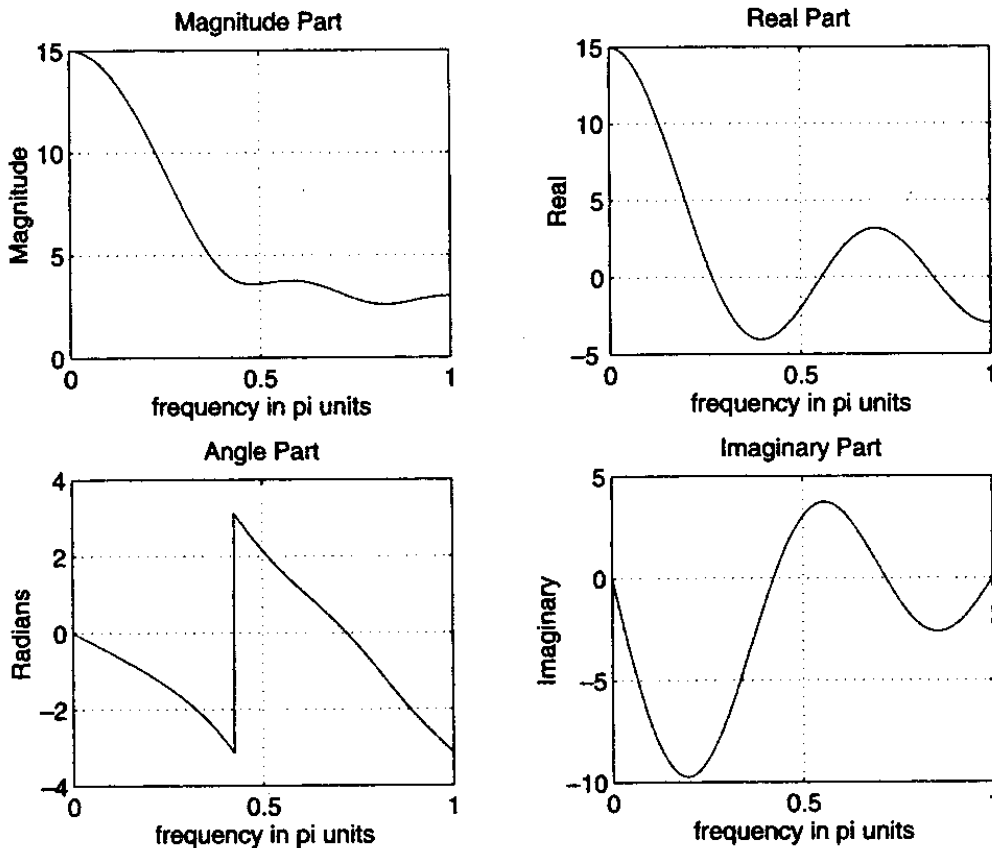 Magnitude Part
15
10
5
0
Magnitude
0 0.5 1
frequency in pi units
Real Part
15
10
5
0
−5
Real
0 0.5 1
frequency in pi units
Angle Part
4
2
0
−2
−4
Radians
0 0.5 1
frequency in pi units
Imaginary Part
5
0
−5
−10
Imaginary
0 0.5 1
frequency in pi units